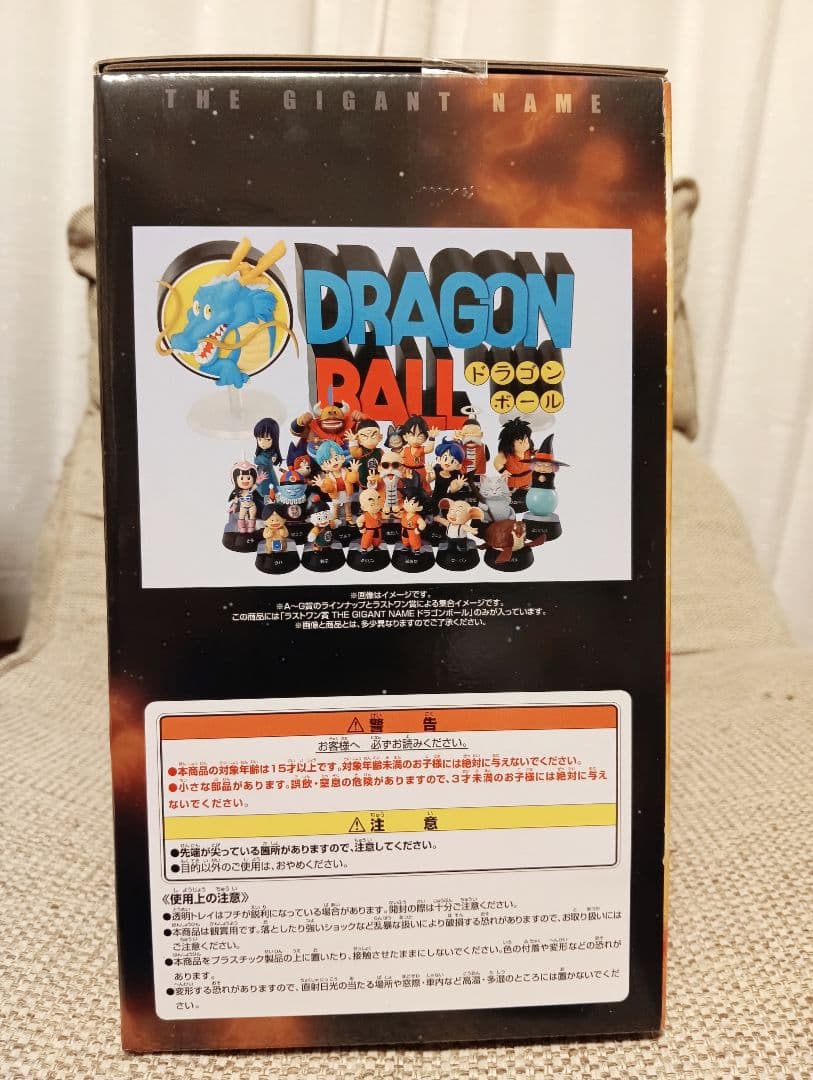 THE GIGANT NAME
DRAGON
BALL
ドラゴン
ボール
※画像はイメージです。
※A～G賞のラインナップとラストワン賞による集合イメージです。
この商品には「ラストワン賞 THE GIGANT NAME ドラゴンボール」のみが入っています。
※画像と商品とは、多少異なりますのでご了承ください。
⚠警告
お客様へ 必ずお読みください。
●本商品の対象年齢は15才以上です。対象年齢未満のお子様には絶対に与えないでください。
●小さな部品があります。誤飲・窒息の危険がありますので、3才未満のお子様には絶対に与え
ないでください。
⚠注意
●先端が尖っている箇所がありますので、注意してください。
●目的以外のご使用は、おやめください。
《使用上の注意》
●透明トレイはフチが鋭利になっている場合があります。開封の際は十分ご注意ください。
●本商品は観賞用です。落としたり強いショックなど乱暴な扱いにより破損する恐れがありますので、お取り扱いには
ご注意ください。
●本商品をプラスチック製品の上に置いたり、接触させたままにしないでください。色の付着や変形などの恐れが
あります。
●変形する恐れがありますので、直射日光の当たる場所や窓際・車内など高温・多湿のところには置かないでくだ
さい。